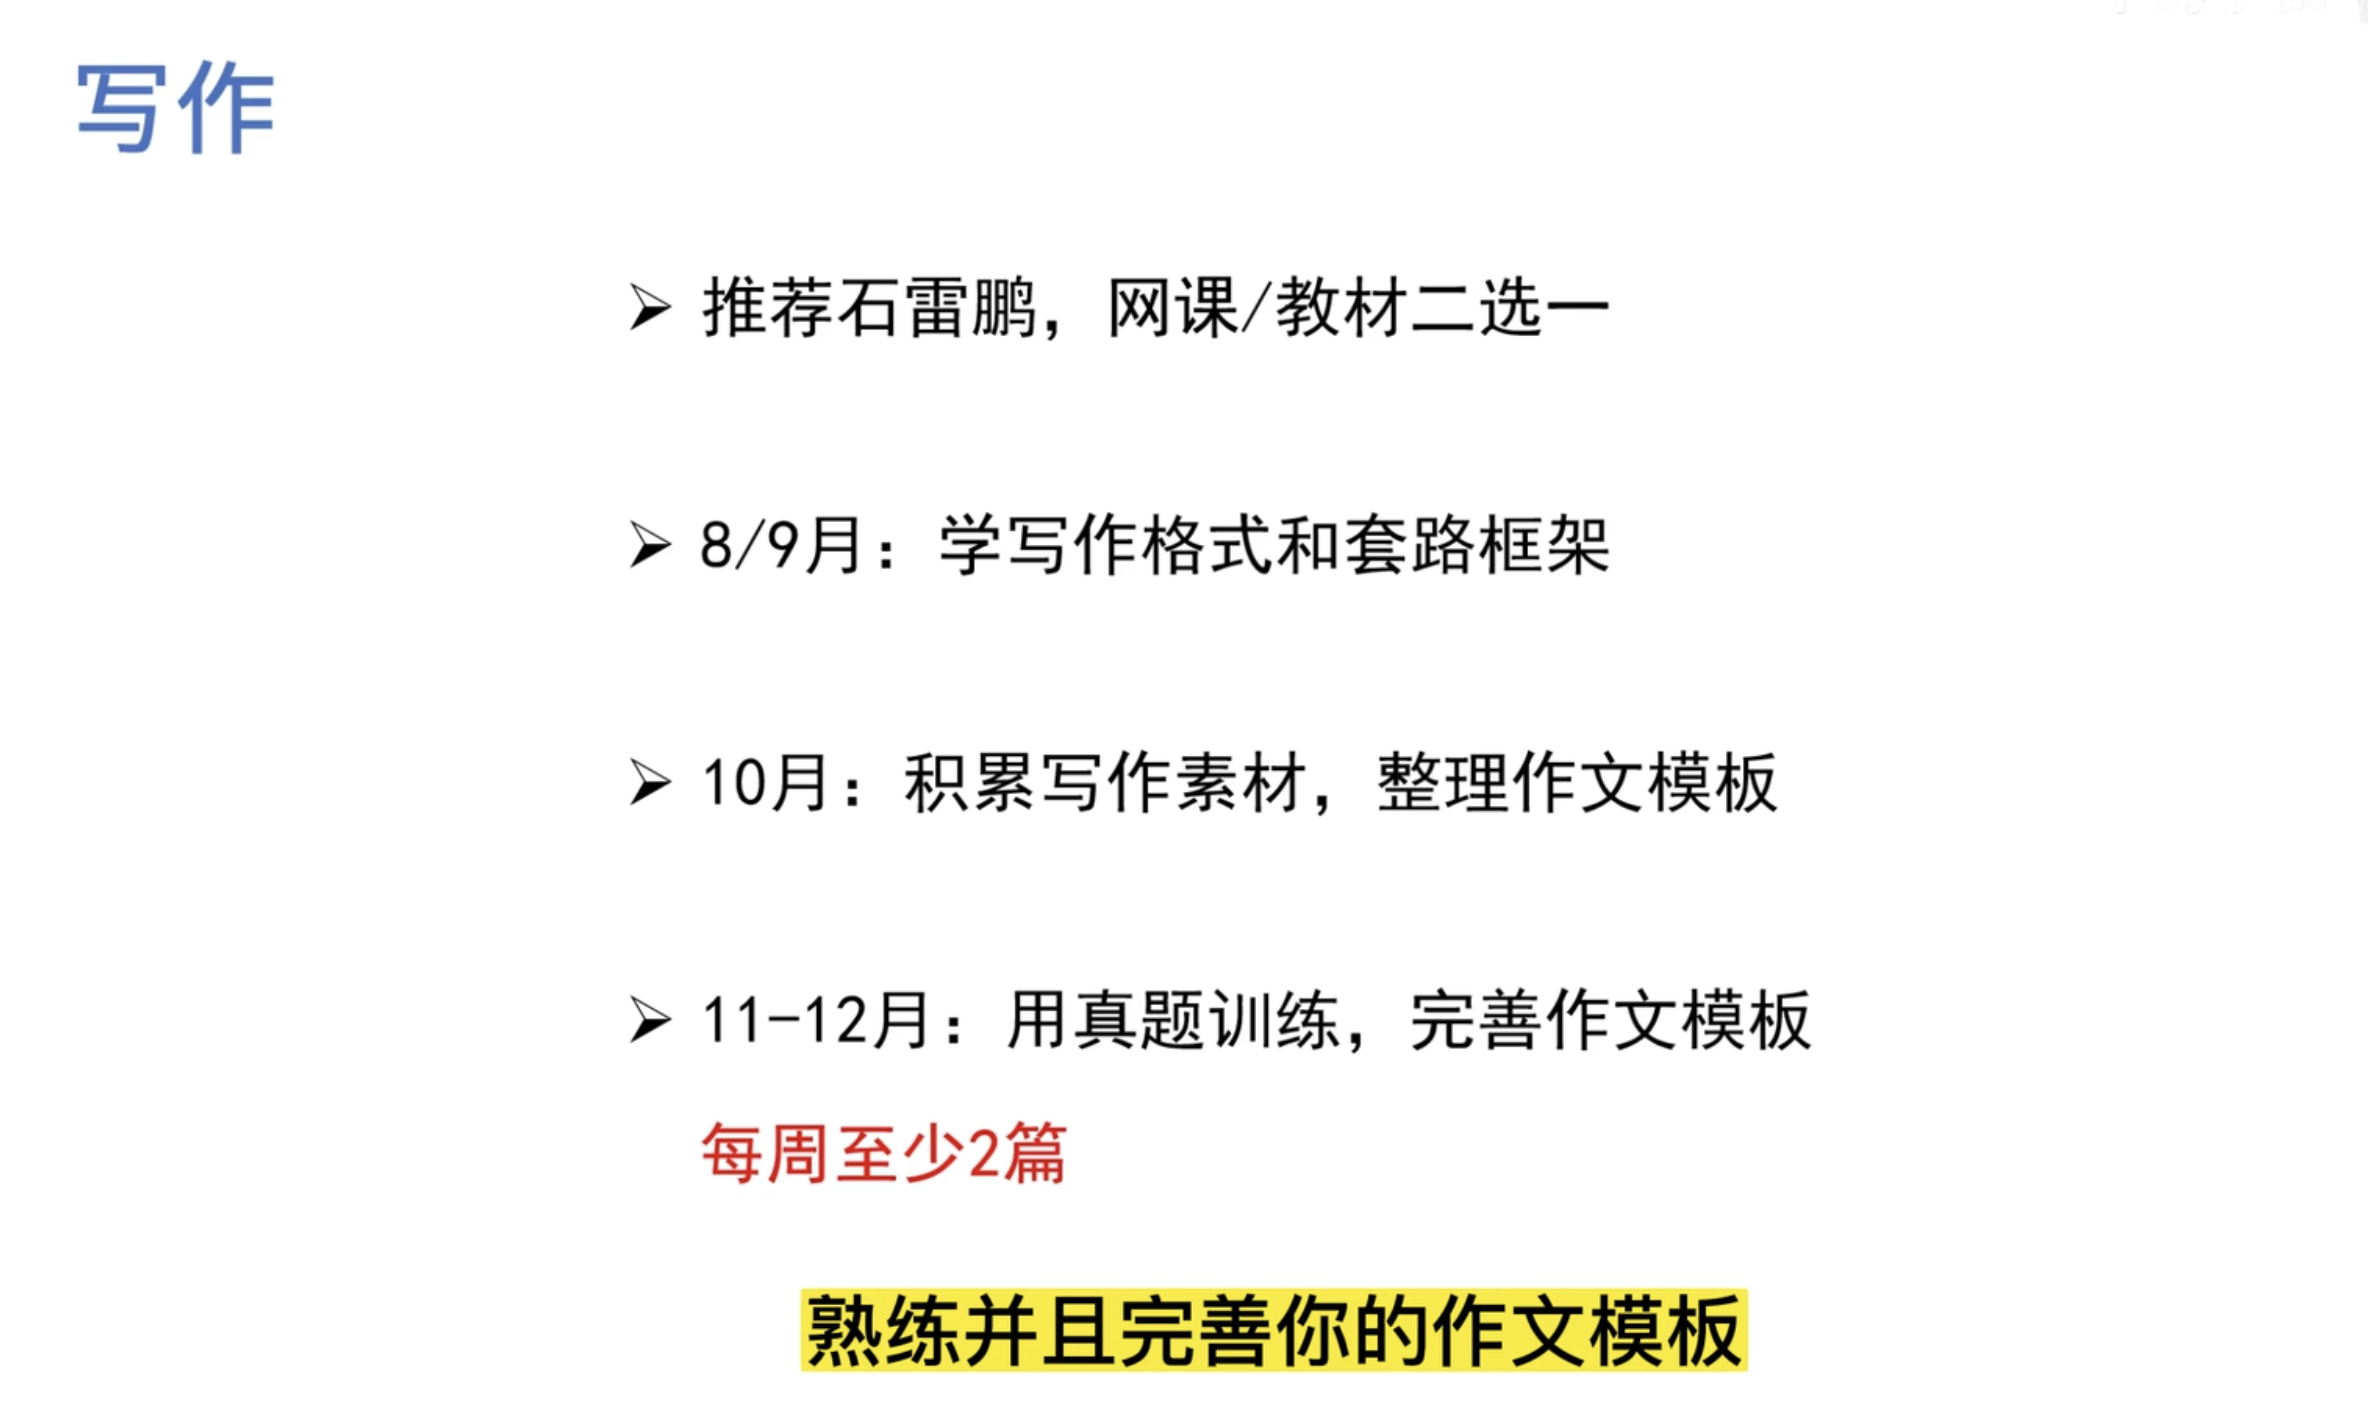 写作
推荐石雷鹏，网课/教材二选一
8/9月：学写作格式和套路框架
10月：积累写作素材，整理作文模板
11-12月：用真题训练，完善作文模板
每周至少2篇
熟练并且完善你的作文模板